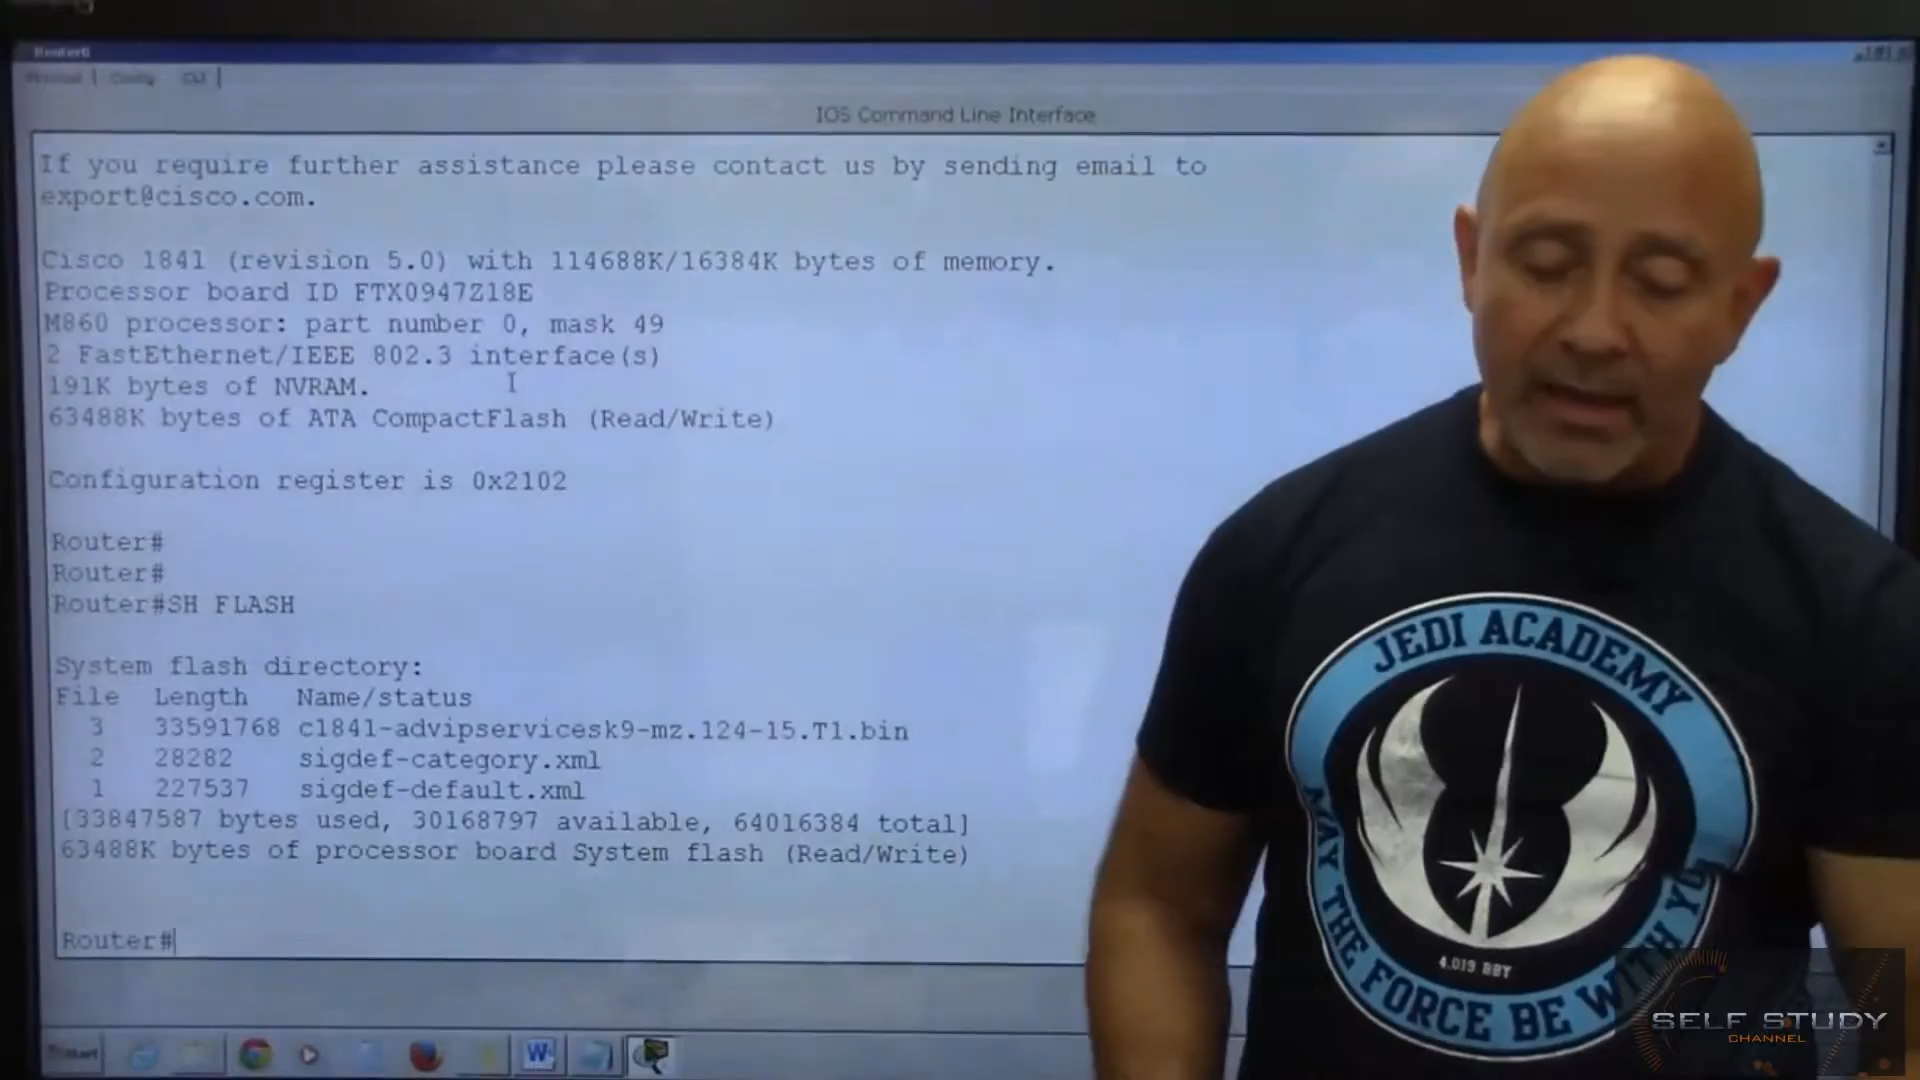 Router0
Physical Config CLI
IOS Command Line Interface
If you require further assistance please contact us by sending email to
export@cisco.com.
Cisco 1841 (revision 5.0) with 114688K/16384K bytes of memory.
Processor board ID FTX0947Z18E
M860 processor: part number 0, mask 49
2 FastEthernet/IEEE 802.3 interface(s)
191K bytes of NVRAM.
63488K bytes of ATA CompactFlash (Read/Write)
Configuration register is 0x2102
Router#
Router#
Router#SH FLASH
System flash directory:
File Length Name/status
3 33591768 c1841-advipservicesk9-mz.124-15.T1.bin
2 28282 sigdef-category.xml
1 227537 sigdef-default.xml
[33847587 bytes used, 30168797 available, 64016384 total]
63488K bytes of processor board System flash (Read/Write)
Router#
Start
JEDI ACADEMY
MAY THE FORCE BE WITH YOU
4.019 BBY
SELF STUDY
CHANNEL